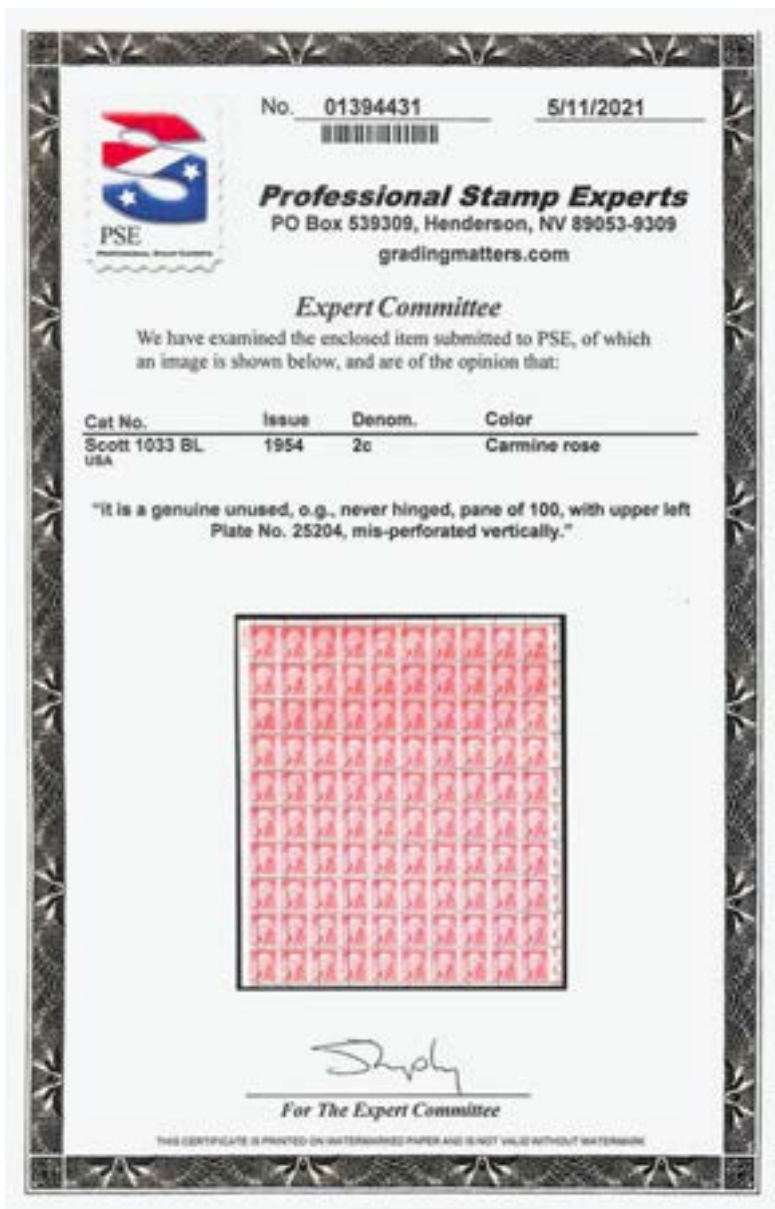 No. 01394431 5/11/2021
PSE
Professional Stamp Experts
PO Box 539309, Henderson, NV 89053-9309
gradingmatters.com
Expert Committee
We have examined the enclosed item submitted to PSE, of which
an image is shown below, and are of the opinion that:
Cat No. Issue Denom. Color
Scott 1033 BL 1954 2c Carmine rose
USA
"it is a genuine unused, o.g., never hinged, pane of 100, with upper left
Plate No. 25204, mis-perforated vertically."
For The Expert Committee
THIS CERTIFICATE IS PRINTED ON WATERMARKED PAPER AND IS NOT VALID WITHOUT WATERMARK